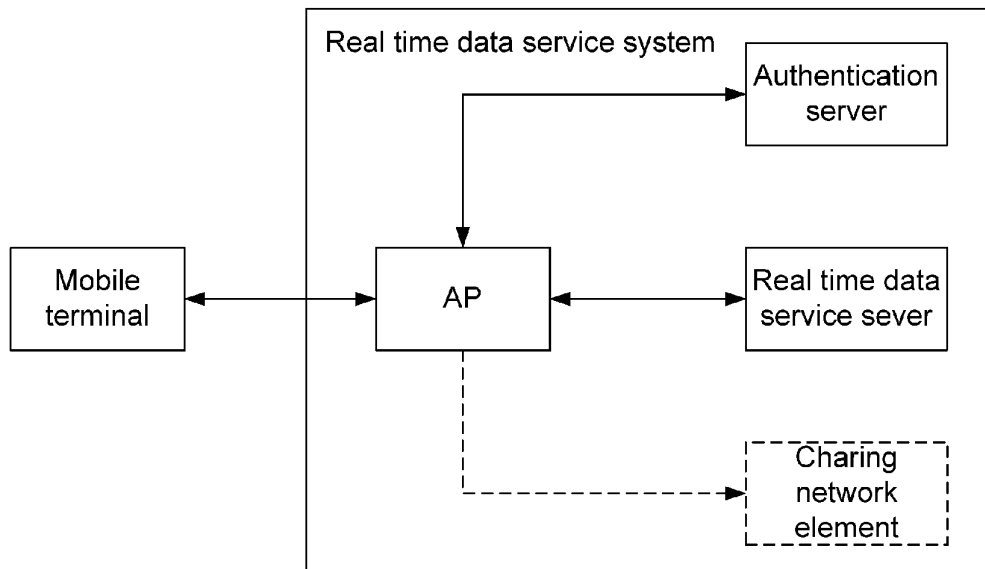 Real time data service system
Authentication
server
Mobile
terminal
AP
Real time data
service sever
Charing
network
element